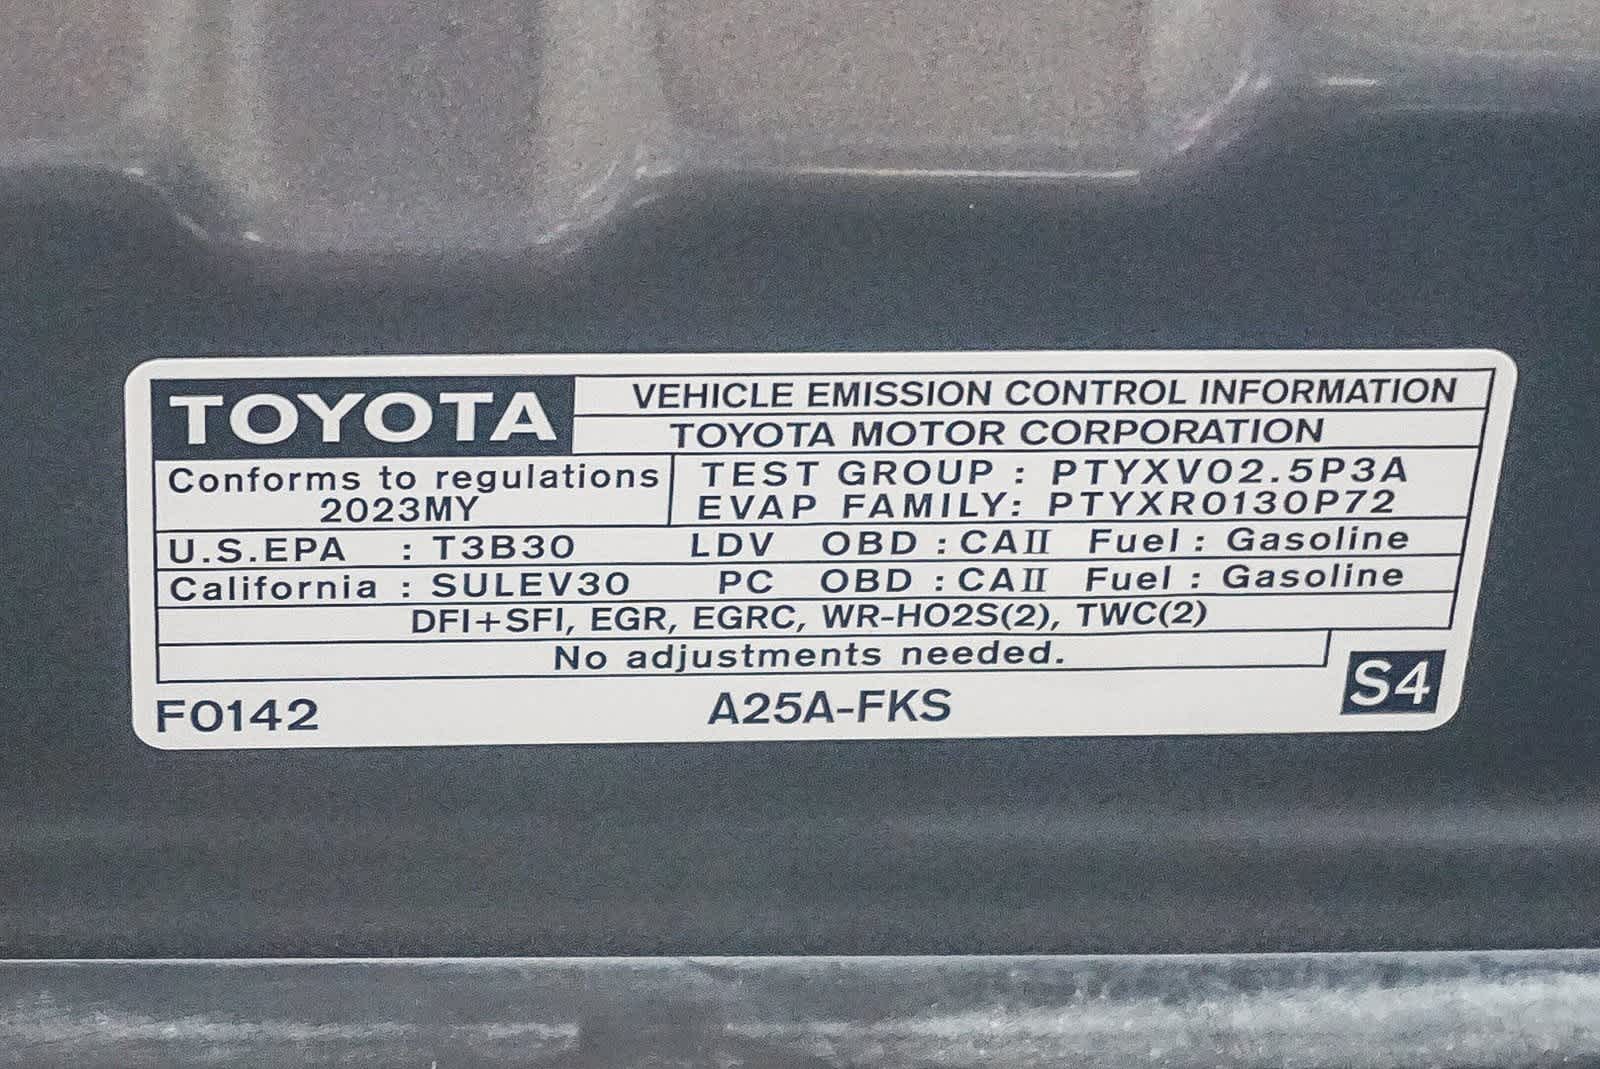 TOYOTA
VEHICLE EMISSION CONTROL INFORMATION
TOYOTA MOTOR CORPORATION
Conforms to regulations
2023MY
TEST GROUP : PTYXV02.5P3A
EVAP FAMILY: PTYXR0130P72
U.S.EPA : T3B30 LDV OBD : CAⅡ Fuel : Gasoline
California : SULEV30 PC OBD : CAⅡ Fuel : Gasoline
DFI+SFI, EGR, EGRC, WR-HO2S(2), TWC(2)
No adjustments needed.
F0142 A25A-FKS S4